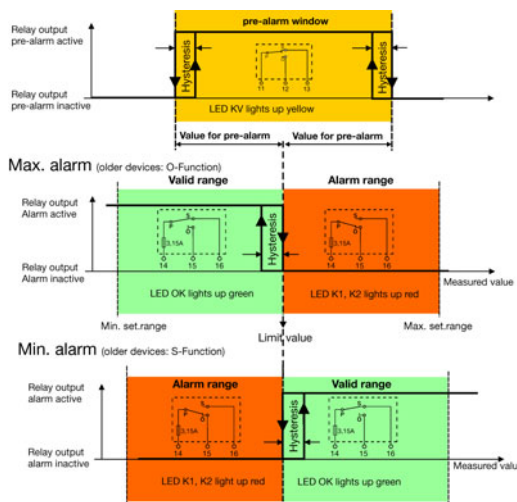 Relay output
pre-alarm active
pre-alarm window
Hysteresis
Hysteresis
11 12 13
Relay output
pre-alarm inactive
LED KV lights up yellow
Value for pre-alarm
Value for pre-alarm
Max. alarm (older devices: O-Function)
Valid range
Alarm range
Relay output
Alarm active
3,15A
14 15 16
Hysteresis
3,15A
14 15 16
Relay output
Alarm inactive
Measured value
LED OK lights up green
LED K1, K2 lights up red
Min. set.range
Limit value
Max. set.range
Min. alarm (older devices: S-Function)
Alarm range
Valid range
Relay output
alarm active
3,15A
14 15 16
Hysteresis
3,15A
14 15 16
Relay output
alarm inactive
Measured value
LED K1, K2 light up red
LED OK lights up green